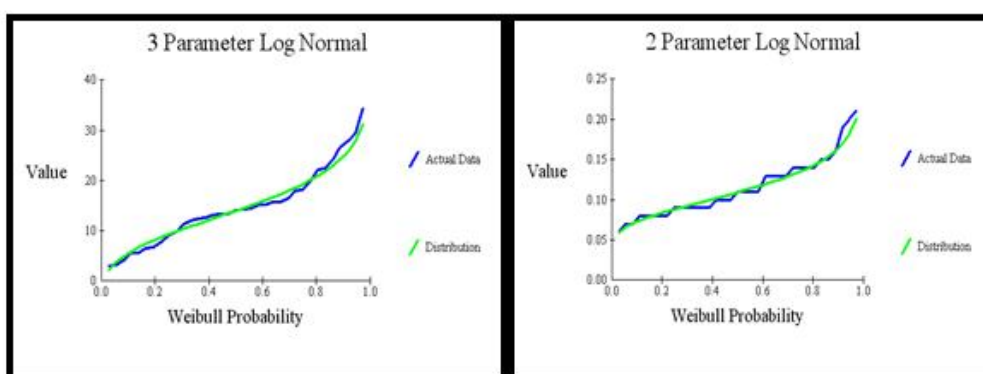 3 Parameter Log Normal
40
30
20
10
0
Value
0.0 0.2 0.4 0.6 0.8 1.0
Weibull Probability
Actual Data
Distribution
2 Parameter Log Normal
0.25
0.20
0.15
0.10
0.05
0.00
Value
0.0 0.2 0.4 0.6 0.8 1.0
Weibull Probability
Actual Data
Distribution